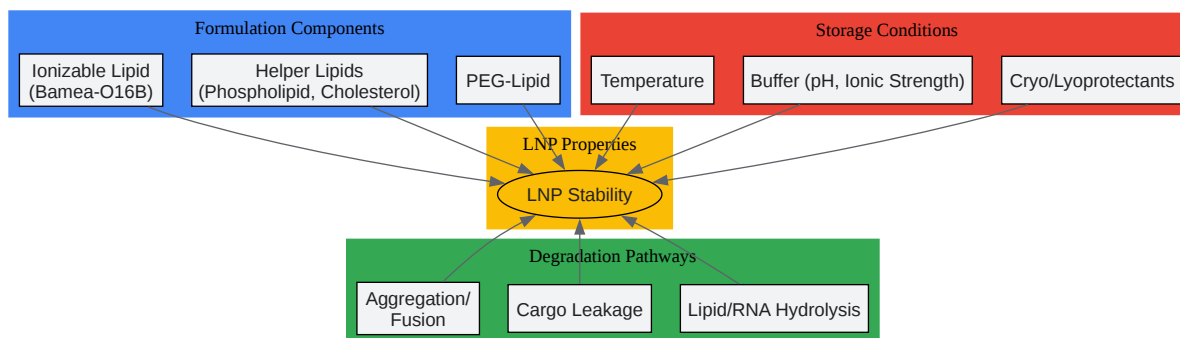 Formulation Components
Ionizable Lipid
(Bamea-O16B)
Helper Lipids
(Phospholipid, Cholesterol)
PEG-Lipid
Storage Conditions
Temperature
Buffer (pH, Ionic Strength)
Cryo/Lyoprotectants
LNP Properties
LNP Stability
Degradation Pathways
Aggregation/
Fusion
Cargo Leakage
Lipid/RNA Hydrolysis